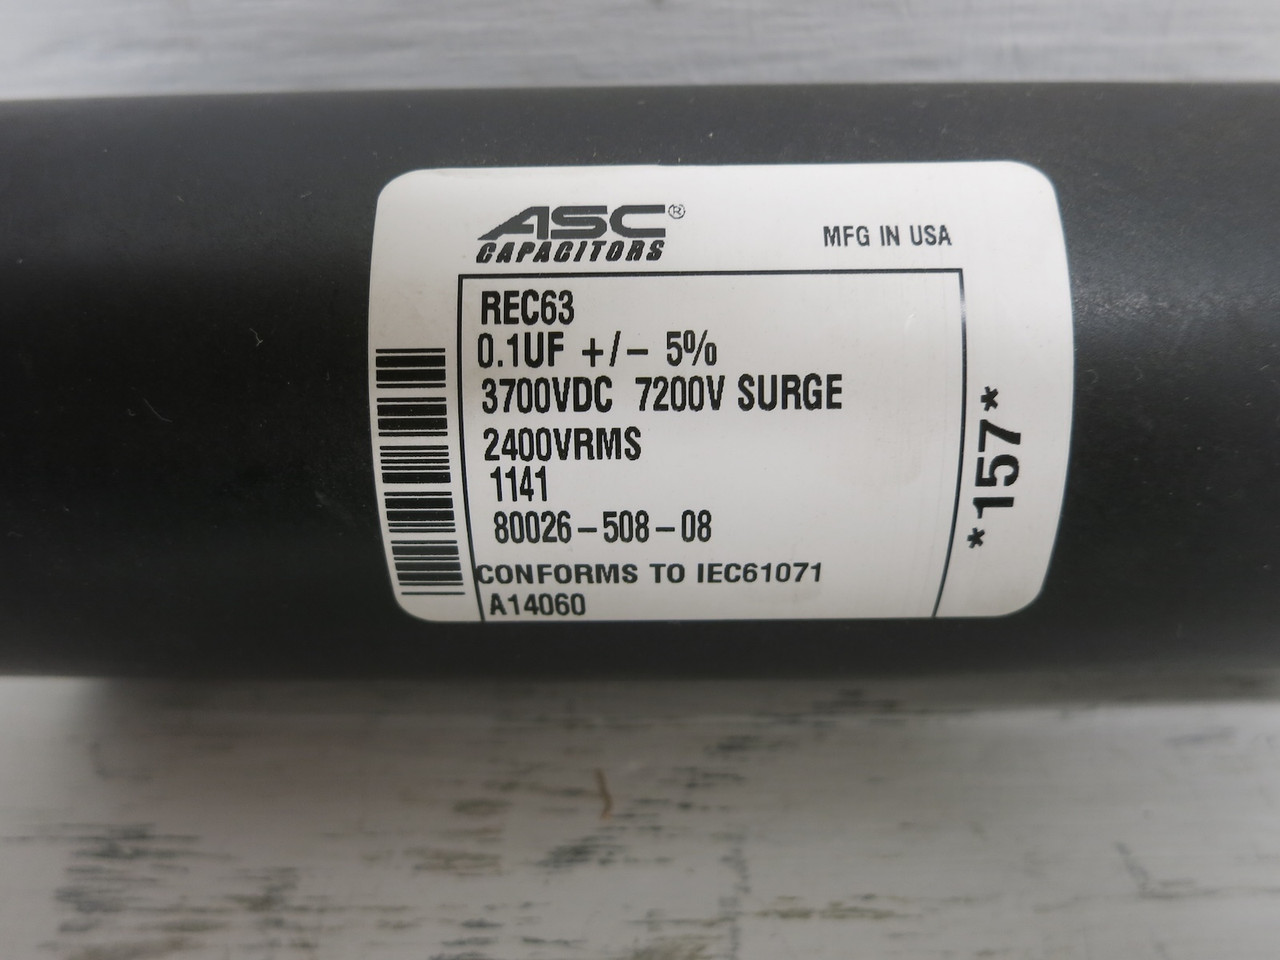 ASC®
CAPACITORS
MFG IN USA
REC63
0.1UF +/- 5%
3700VDC 7200V SURGE
2400VRMS
1141
80026-508-08
CONFORMS TO IEC61071
A14060
*157*